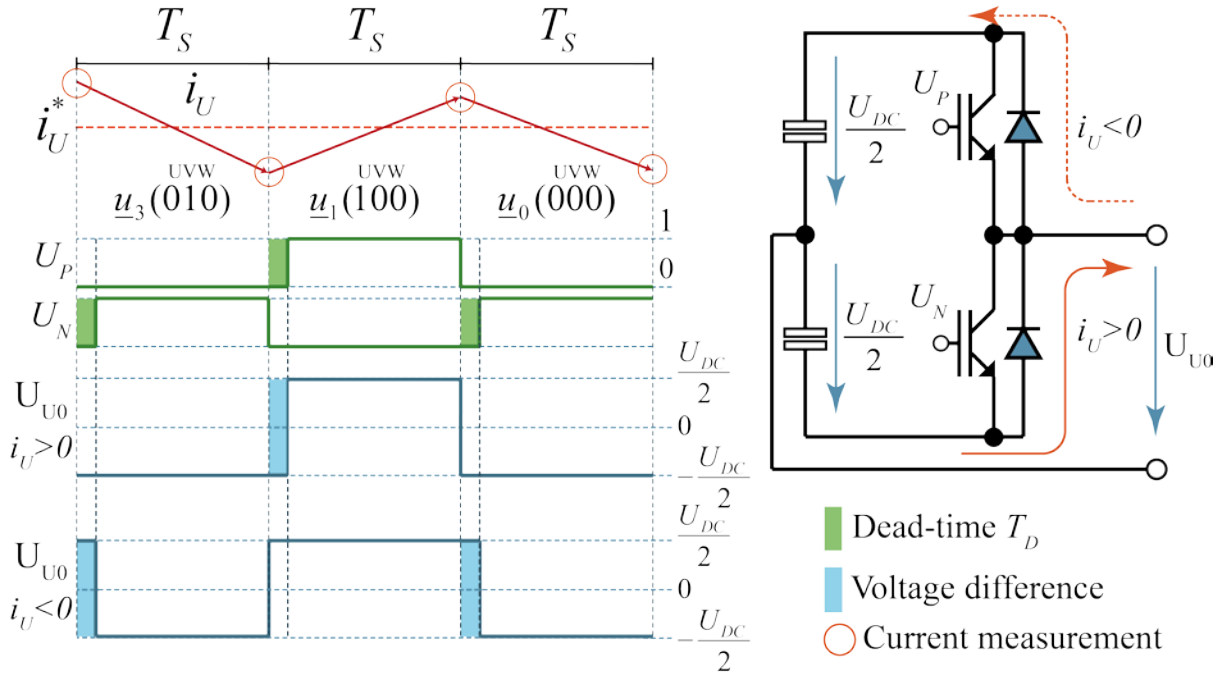 T_S T_S T_S
i_U
i_U^*
UVW UVW UVW
u_3(010) u_1(100) u_0(000)
1
U_P
0
U_N
U_DC/2
U_U0
0
i_U>0
-U_DC/2
U_DC/2
U_U0
0
i_U<0
-U_DC/2
U_P
U_DC/2
i_U<0
U_N
U_DC/2
i_U>0
U_U0
Dead-time T_D
Voltage difference
Current measurement